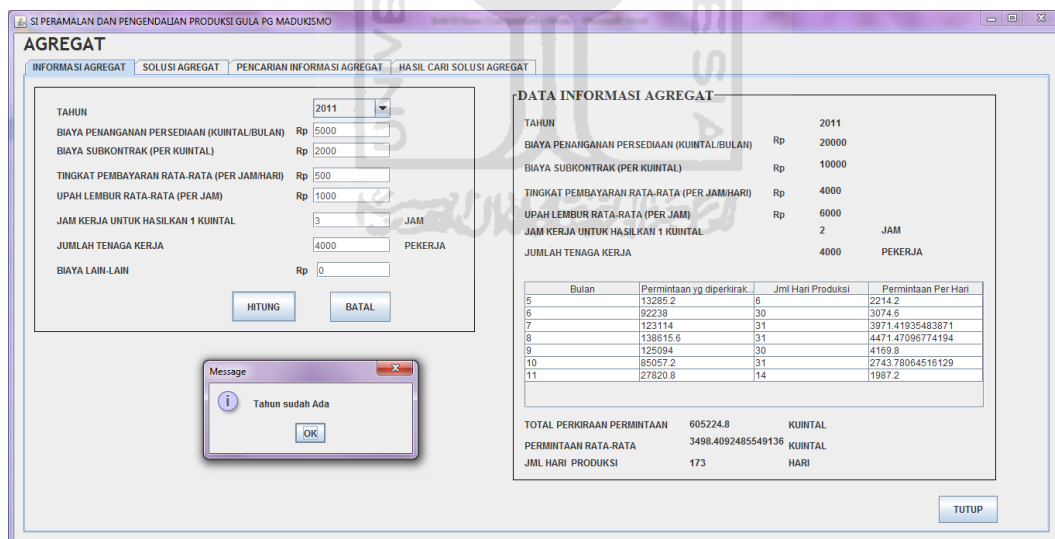 SI PERAMALAN DAN PENGENDALIAN PRODUKSI GULA PG MADUKISMO
AGREGAT
INFORMASI AGREGAT SOLUSI AGREGAT PENCARIAN INFORMASI AGREGAT HASIL CARI SOLUSI AGREGAT
TAHUN 2011
BIAYA PENANGANAN PERSEDIAAN (KUINTAL/BULAN) Rp 5000
BIAYA SUBKONTRAK (PER KUINTAL) Rp 2000
TINGKAT PEMBAYARAN RATA-RATA (PER JAM/HARI) Rp 500
UPAH LEMBUR RATA-RATA (PER JAM) Rp 1000
JAM KERJA UNTUK HASILKAN 1 KUINTAL 3 JAM
JUMLAH TENAGA KERJA 4000 PEKERJA
BIAYA LAIN-LAIN Rp 0
HITUNG BATAL
Message
Tahun sudah Ada
OK
DATA INFORMASI AGREGAT
TAHUN 2011
BIAYA PENANGANAN PERSEDIAAN (KUINTAL/BULAN) Rp 20000
BIAYA SUBKONTRAK (PER KUINTAL) Rp 10000
TINGKAT PEMBAYARAN RATA-RATA (PER JAM/HARI) Rp 4000
UPAH LEMBUR RATA-RATA (PER JAM) Rp 6000
JAM KERJA UNTUK HASILKAN 1 KUINTAL 2 JAM
JUMLAH TENAGA KERJA 4000 PEKERJA
Bulan Permintaan yg diperkirak... Jml Hari Produksi Permintaan Per Hari
5 13285.2 6 2214.2
6 92238 30 3074.6
7 123114 31 3971.41935483871
8 138615.6 31 4471.47096774194
9 125094 30 4169.8
10 85057.2 31 2743.78064516129
11 27820.8 14 1987.2
TOTAL PERKIRAAN PERMINTAAN 605224.8 KUINTAL
PERMINTAAN RATA-RATA 3498.4092485549136 KUINTAL
JML HARI PRODUKSI 173 HARI
TUTUP